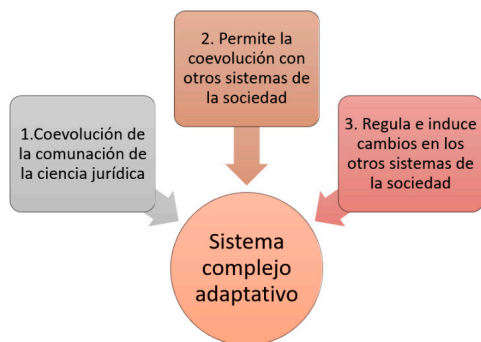 1.Coevolución de
la comunación de
la ciencia jurídica
2. Permite la
coevolución con
otros sistemas de
la sociedad
3. Regula e induce
cambios en los
otros sistemas de
la sociedad
Sistema
complejo
adaptativo